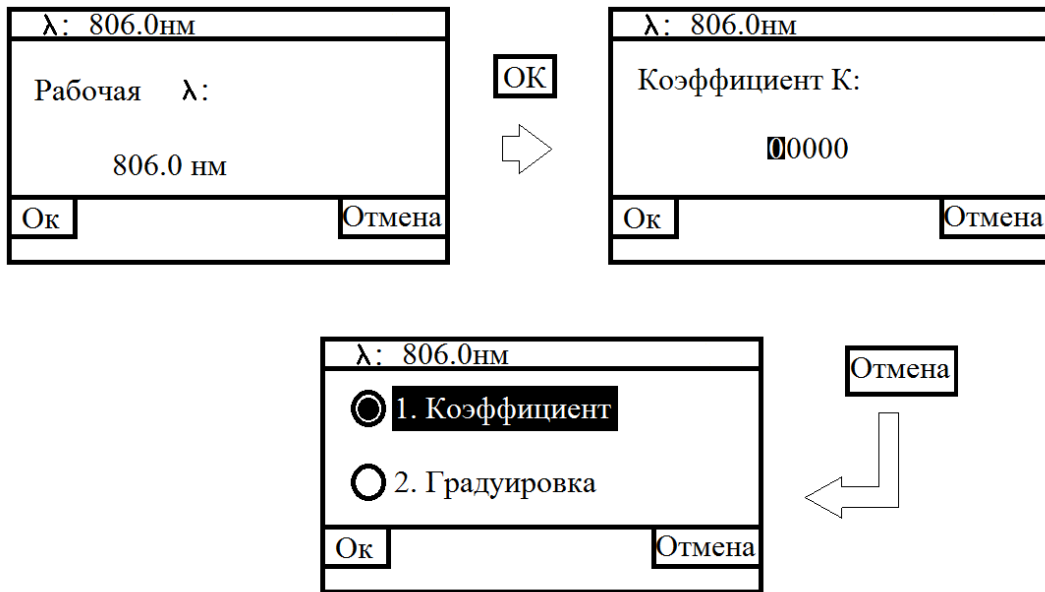 λ: 806.0нм
Рабочая λ:
806.0 нм
Ок Отмена
ОК
λ: 806.0нм
Коэффициент К:
00000
Ок Отмена
λ: 806.0нм
1. Коэффициент
2. Градуировка
Ок Отмена
Отмена